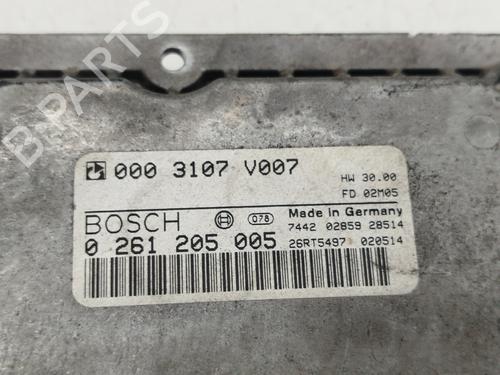 000 3107 V007
HW 30.00
FD 02M05
BOSCH
078
Made in Germany
7442 02859 28514
0 261 205 005
26RT5497 020514
B-PARTS